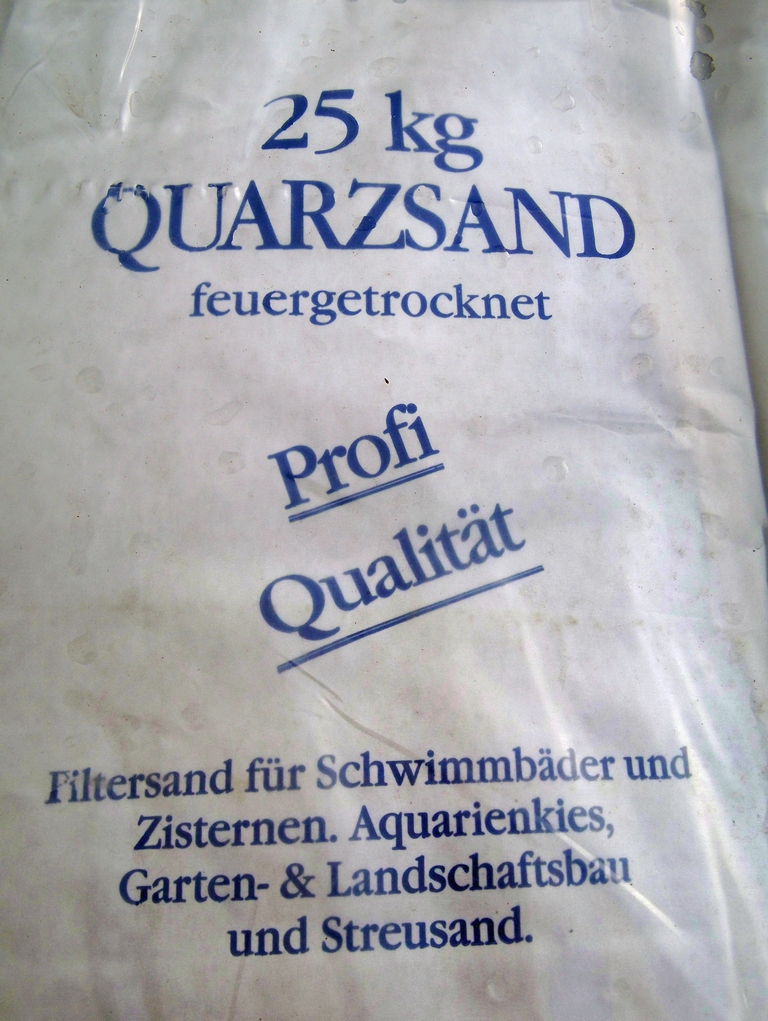 25 kg
QUARZSAND
feuergetrocknet
Profi
Qualität
Filtersand für Schwimmbäder und
Zisternen. Aquarienkies,
Garten- & Landschaftsbau
und Streusand.